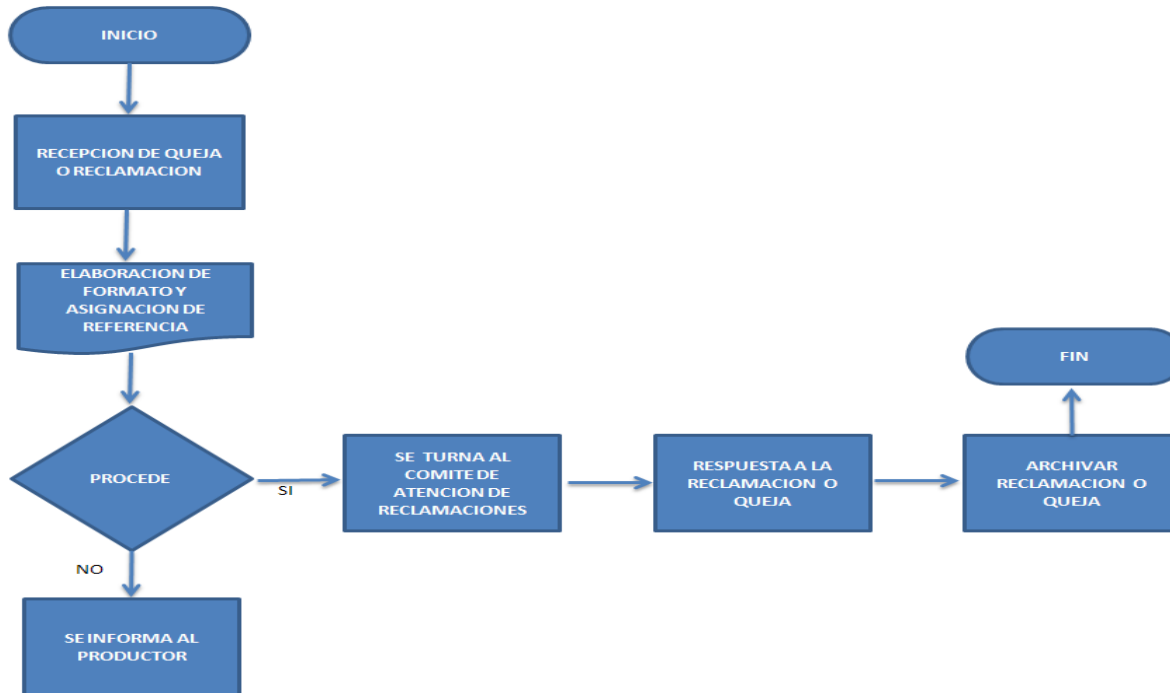 INICIO
RECEPCION DE QUEJA
O RECLAMACION
ELABORACION DE
FORMATO Y
ASIGNACION DE
REFERENCIA
PROCEDE
SI
SE TURNA AL
COMITE DE
ATENCION DE
RECLAMACIONES
RESPUESTA A LA
RECLAMACION O
QUEJA
ARCHIVAR
RECLAMACION O
QUEJA
FIN
NO
SE INFORMA AL
PRODUCTOR